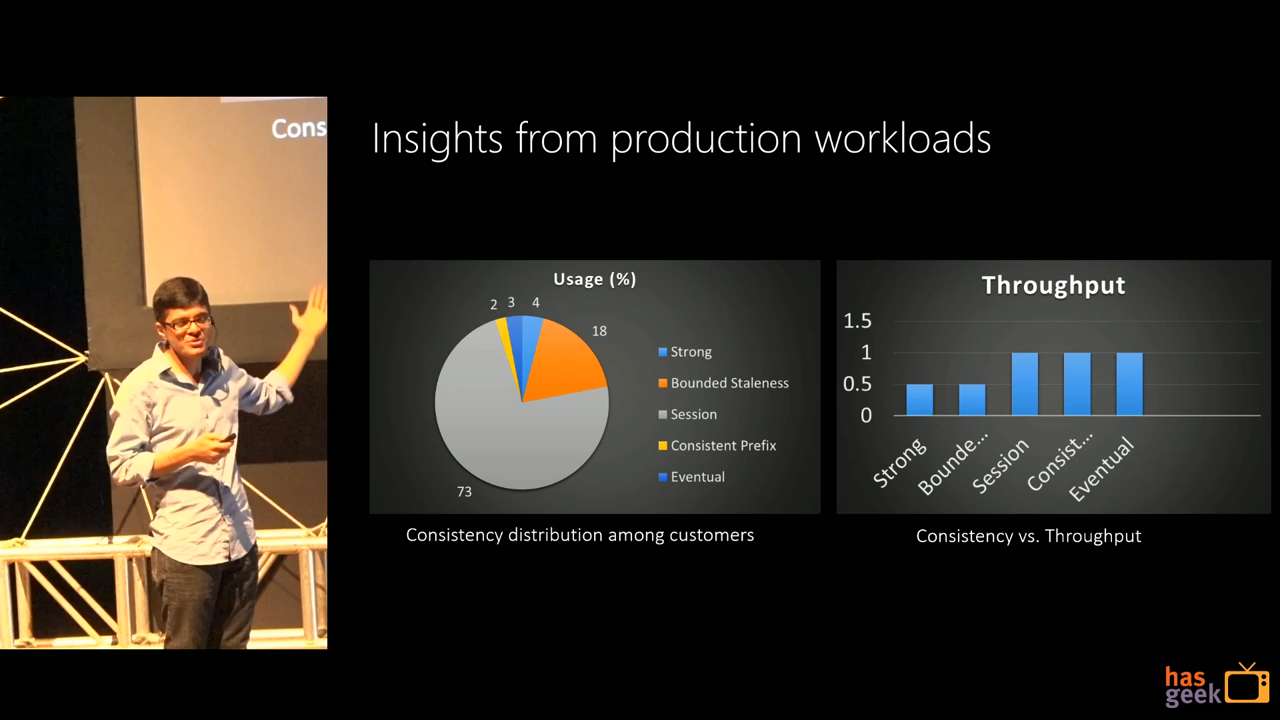 Cons
Insights from production workloads
Usage (%)
2 3 4
18
73
Strong
Bounded Staleness
Session
Consistent Prefix
Eventual
Consistency distribution among customers
Throughput
1.5
1
0.5
0
Strong
Bounde...
Session
Consist...
Eventual
Consistency vs. Throughput
has
geek